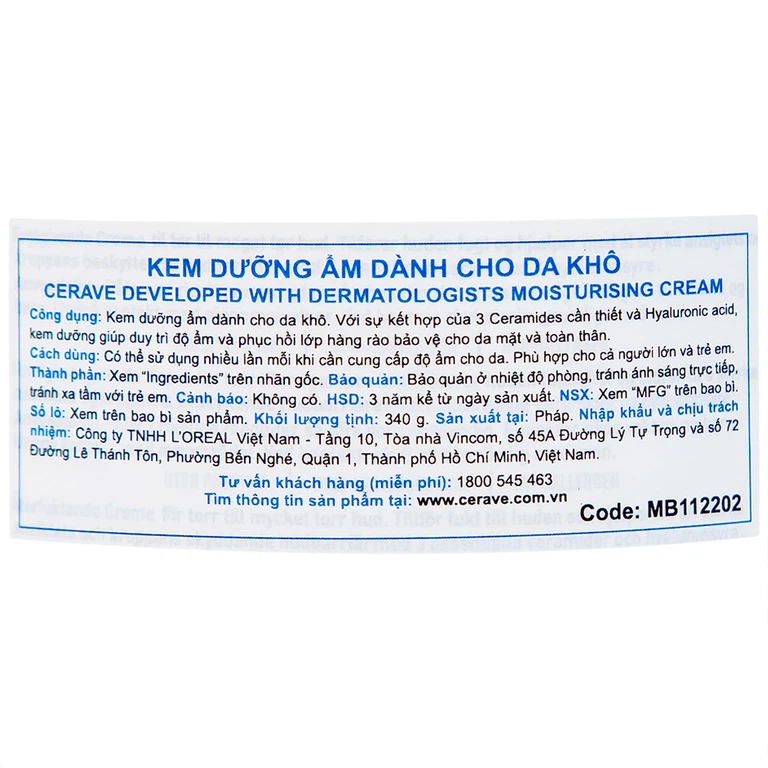 KEM DƯỠNG ẨM DÀNH CHO DA KHÔ
CERAVE DEVELOPED WITH DERMATOLOGISTS MOISTURISING CREAM
Công dụng: Kem dưỡng ẩm dành cho da khô. Với sự kết hợp của 3 Ceramides cần thiết và Hyaluronic acid,
kem dưỡng giúp duy trì độ ẩm và phục hồi lớp hàng rào bảo vệ cho da mặt và toàn thân.
Cách dùng: Có thể sử dụng nhiều lần mỗi khi cần cung cấp độ ẩm cho da. Phù hợp cho cả người lớn và trẻ em.
Thành phần: Xem “Ingredients” trên nhãn gốc. Bảo quản: Bảo quản ở nhiệt độ phòng, tránh ánh sáng trực tiếp,
tránh xa tầm với trẻ em. Cảnh báo: Không có. HSD: 3 năm kể từ ngày sản xuất. NSX: Xem “MFG” trên bao bì.
Số lô: Xem trên bao bì sản phẩm. Khối lượng tịnh: 340 g. Sản xuất tại: Pháp. Nhập khẩu và chịu trách
nhiệm: Công ty TNHH L’OREAL Việt Nam - Tầng 10, Tòa nhà Vincom, số 45A Đường Lý Tự Trọng và số 72
Đường Lê Thánh Tôn, Phường Bến Nghé, Quận 1, Thành phố Hồ Chí Minh, Việt Nam.
Tư vấn khách hàng (miễn phí): 1800 545 463
Tìm thông tin sản phẩm tại: www.cerave.com.vn
Code: MB112202